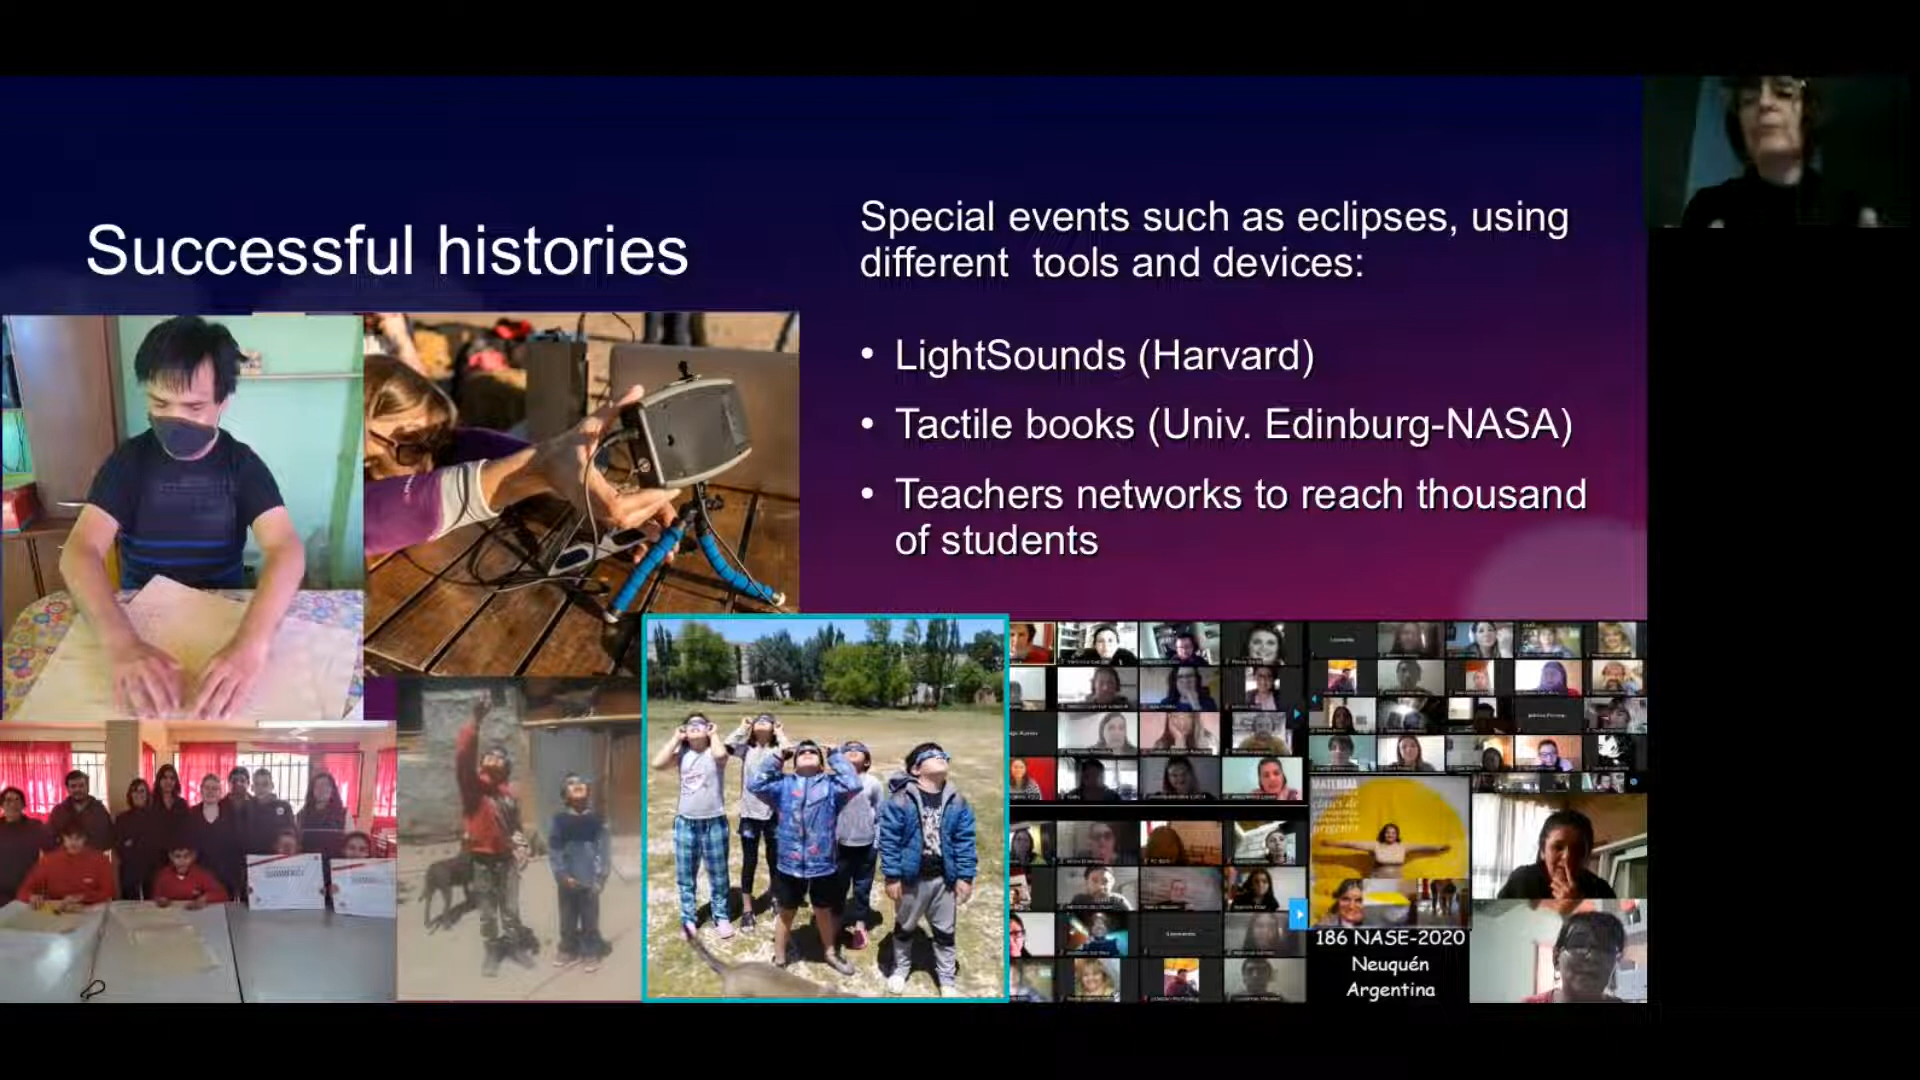 Successful histories
Special events such as eclipses, using
different tools and devices:
• LightSounds (Harvard)
• Tactile books (Univ. Edinburg-NASA)
• Teachers networks to reach thousand
of students
MATERIAL
186 NASE-2020
Neuquén
Argentina